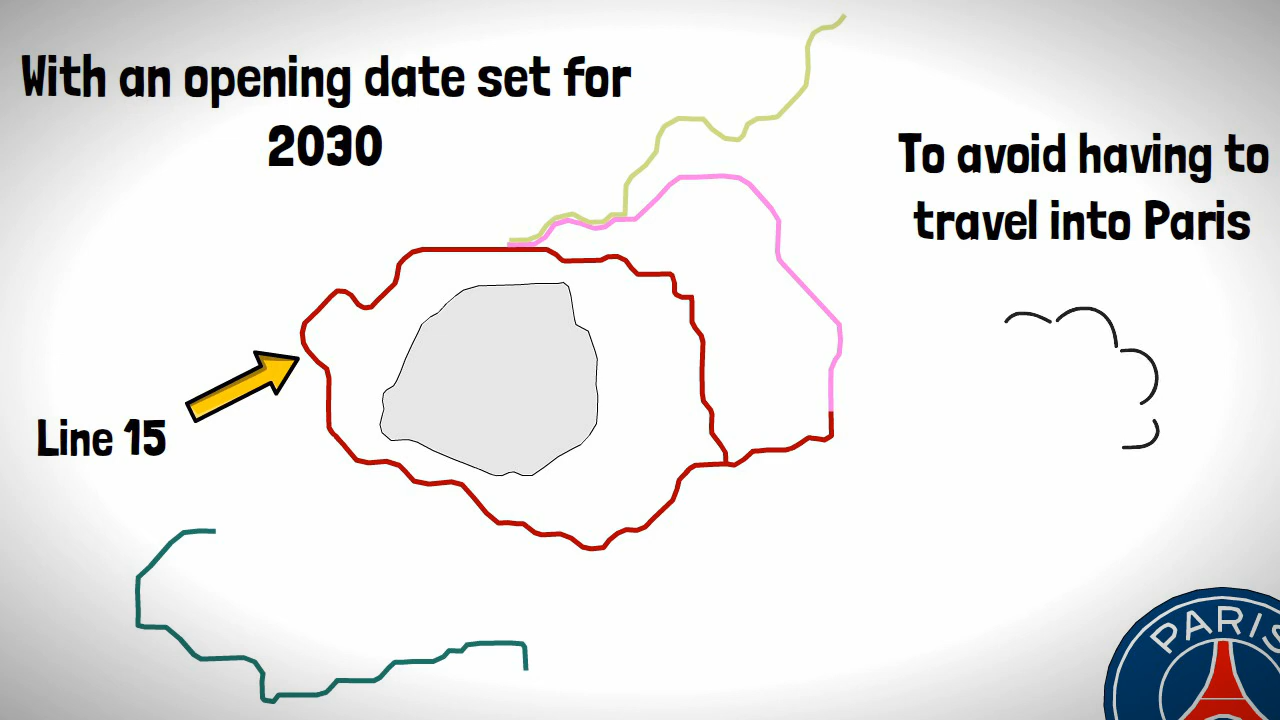 With an opening date set for
2030
To avoid having to
travel into Paris
Line 15
PARIS